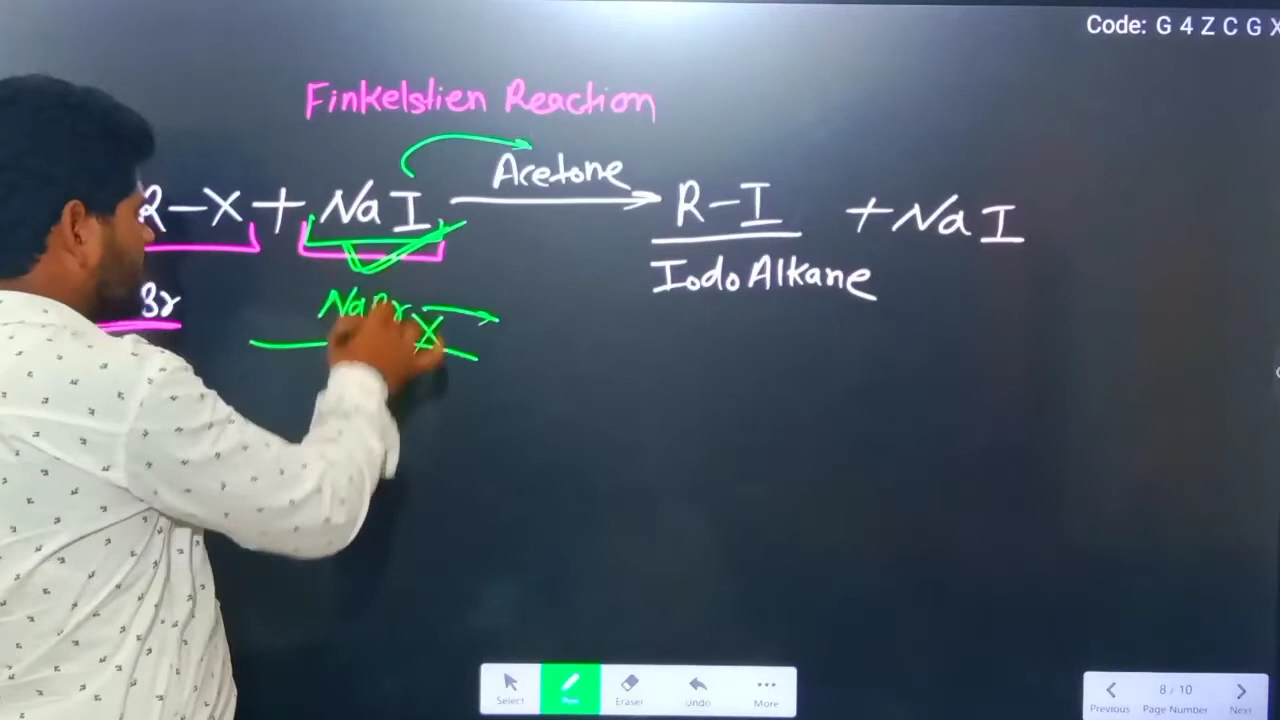 Code: G 4 Z C G X
Finkelstien Reaction
R-X + NaI Acetone R-I + NaI
Iodo Alkane
Br NaBr X
Select Pen Eraser Undo More
8 / 10
Previous Page Number Next